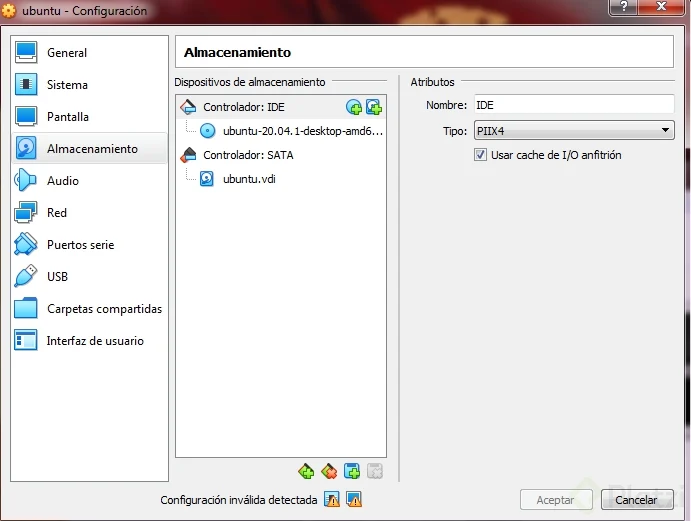 ubuntu - Configuración
General
Sistema
Pantalla
Almacenamiento
Audio
Red
Puertos serie
USB
Carpetas compartidas
Interfaz de usuario
Almacenamiento
Dispositivos de almacenamiento
Controlador: IDE
ubuntu-20.04.1-desktop-amd6...
Controlador: SATA
ubuntu.vdi
Atributos
Nombre: IDE
Tipo: PIIX4
Usar cache de I/O anfitrión
Configuración inválida detectada
Aceptar
Cancelar